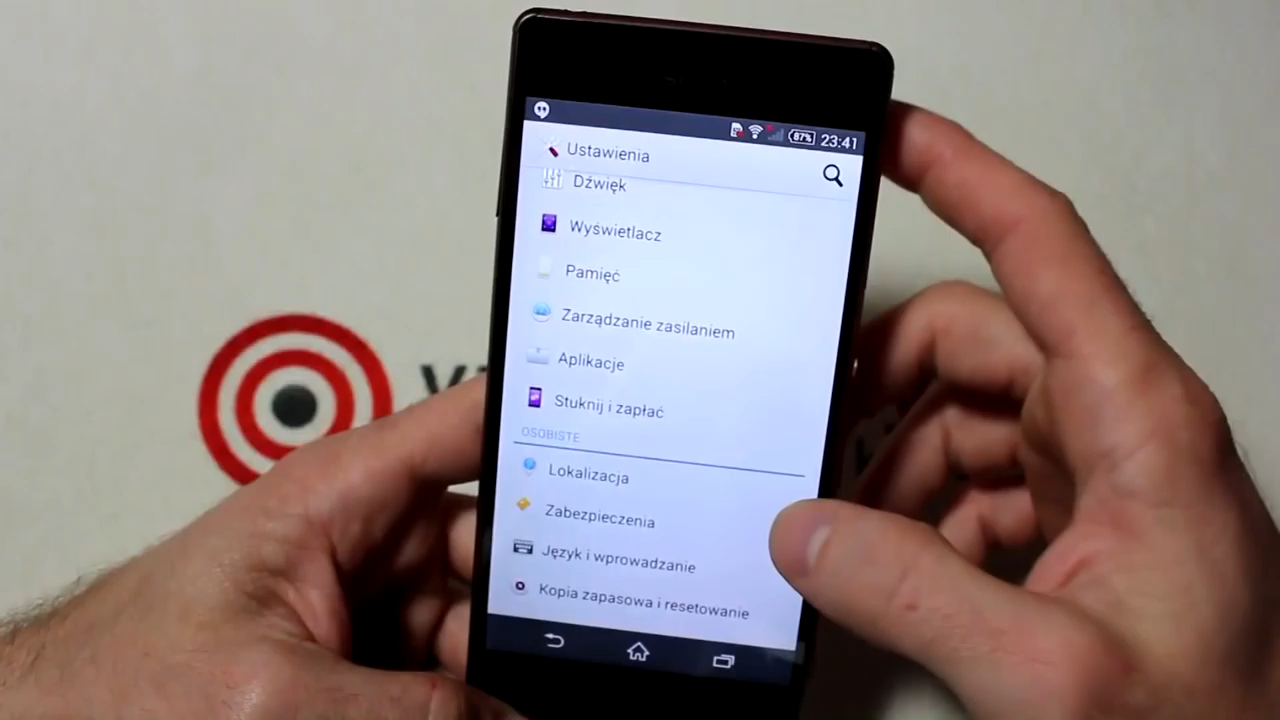 87%
23:41
Ustawienia
Dźwięk
Wyświetlacz
Pamięć
Zarządzanie zasilaniem
Aplikacje
Stuknij i zapłać
OSOBISTE
Lokalizacja
Zabezpieczenia
Język i wprowadzanie
Kopia zapasowa i resetowanie